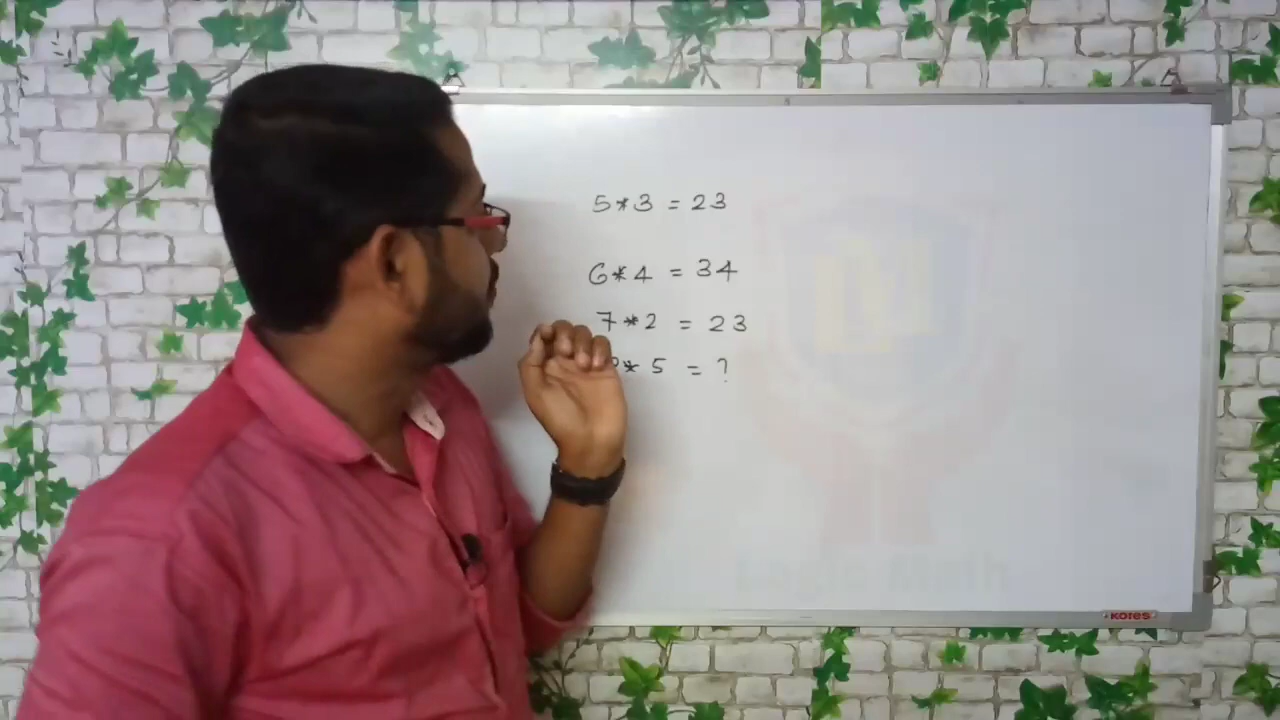 5*3 = 23
6*4 = 34
7*2 = 23
* 5 = ?
KORES